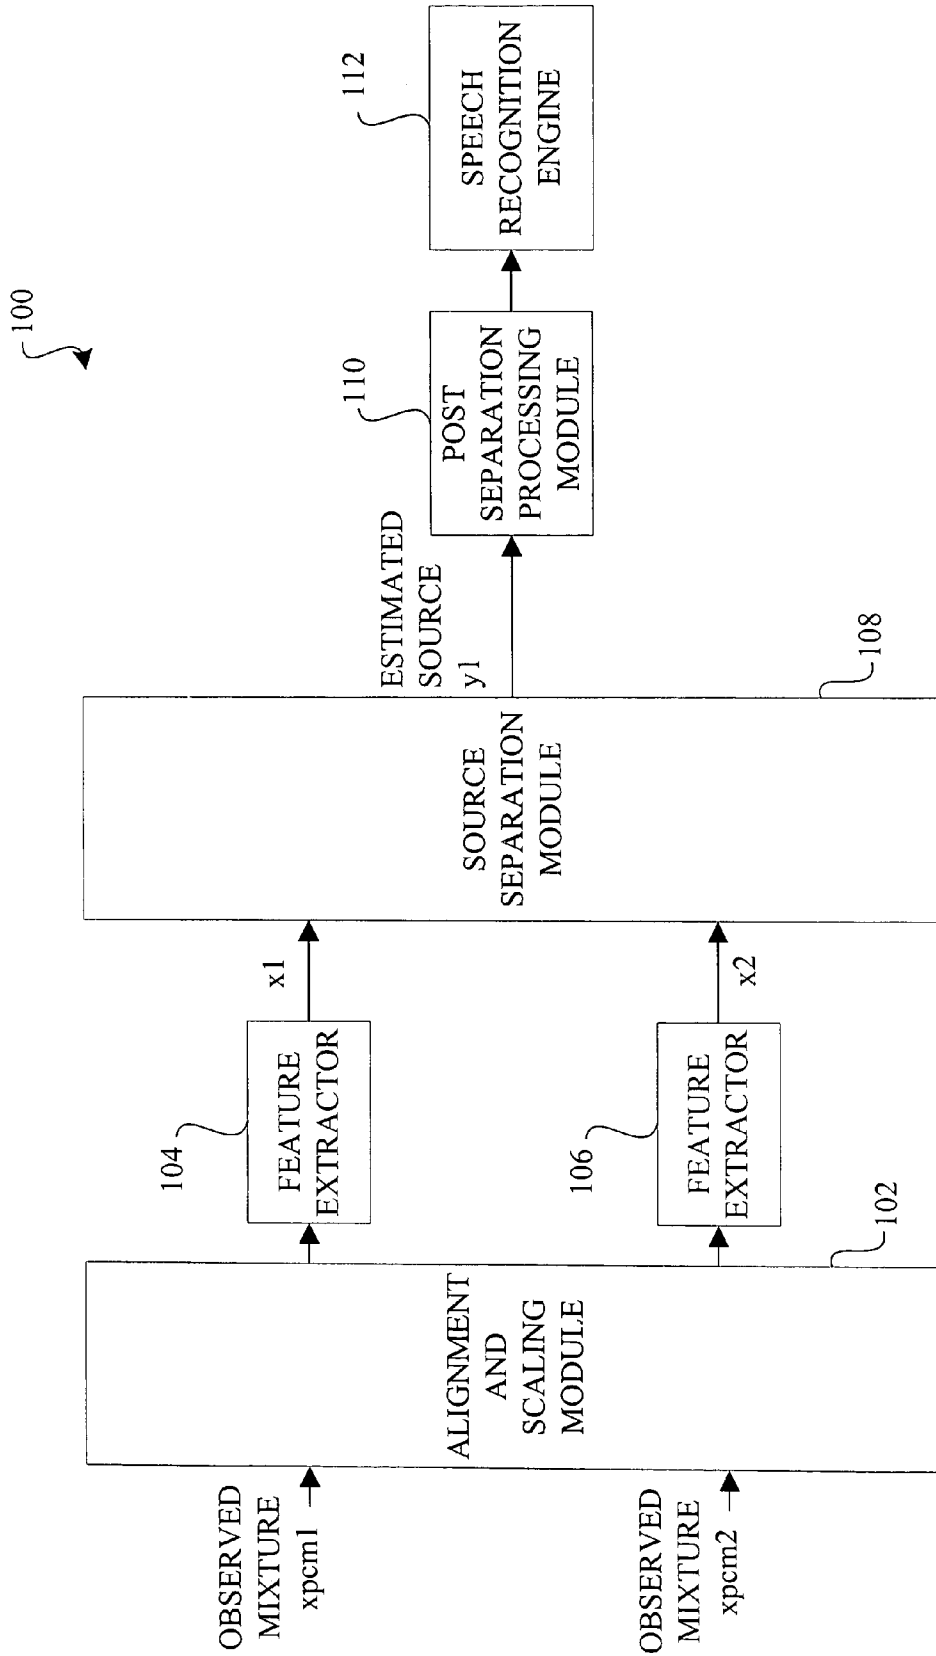 100
OBSERVED
MIXTURE
xpcm1
OBSERVED
MIXTURE
xpcm2
ALIGNMENT
AND
SCALING
MODULE
102
104
FEATURE
EXTRACTOR
106
FEATURE
EXTRACTOR
x1
x2
SOURCE
SEPARATION
MODULE
108
ESTIMATED
SOURCE
y1
110
POST
SEPARATION
PROCESSING
MODULE
112
SPEECH
RECOGNITION
ENGINE